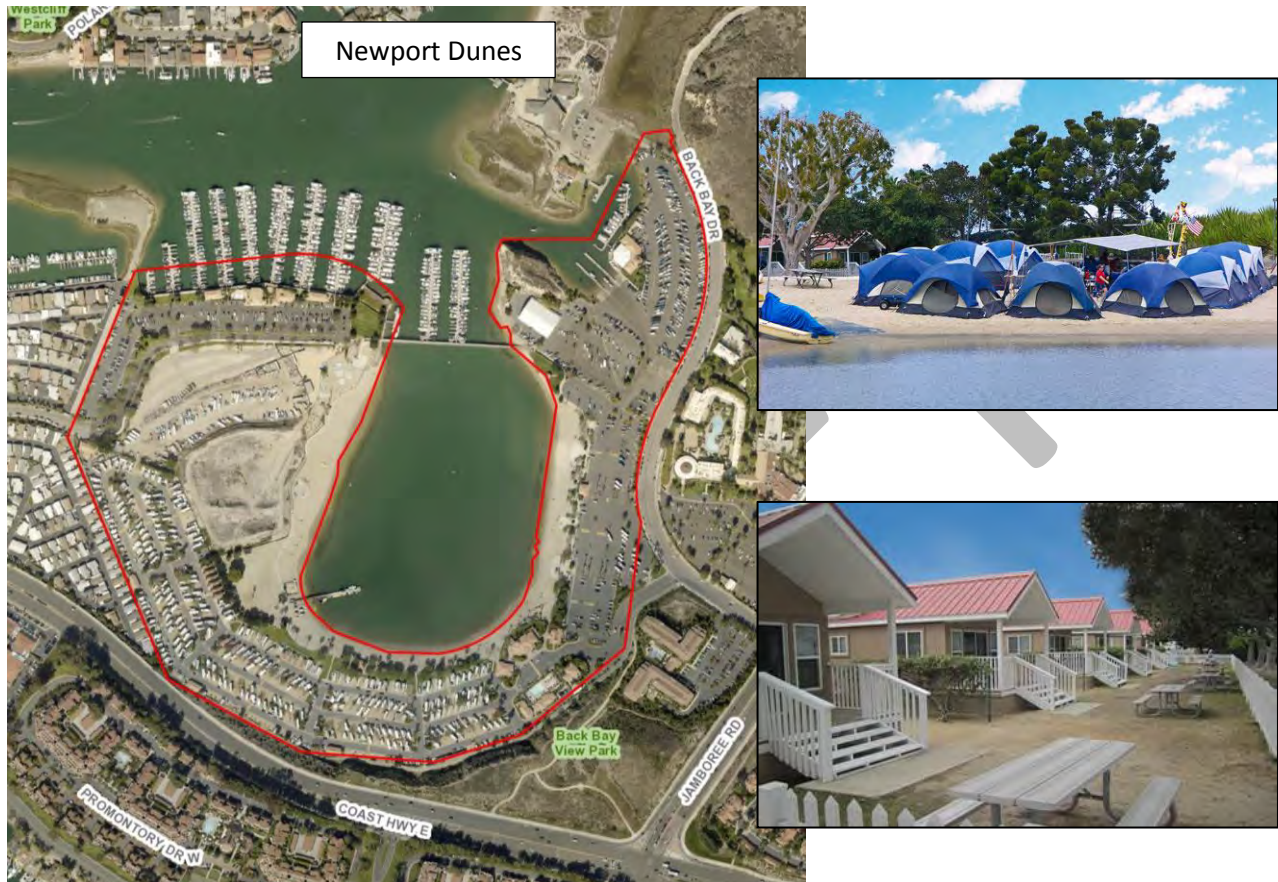 Westcliff
Park
POLAR
Newport Dunes
BACK BAY DR
Back Bay
View Park
JAMBOREE RD
COAST HWY E
PROMONTORY DR W